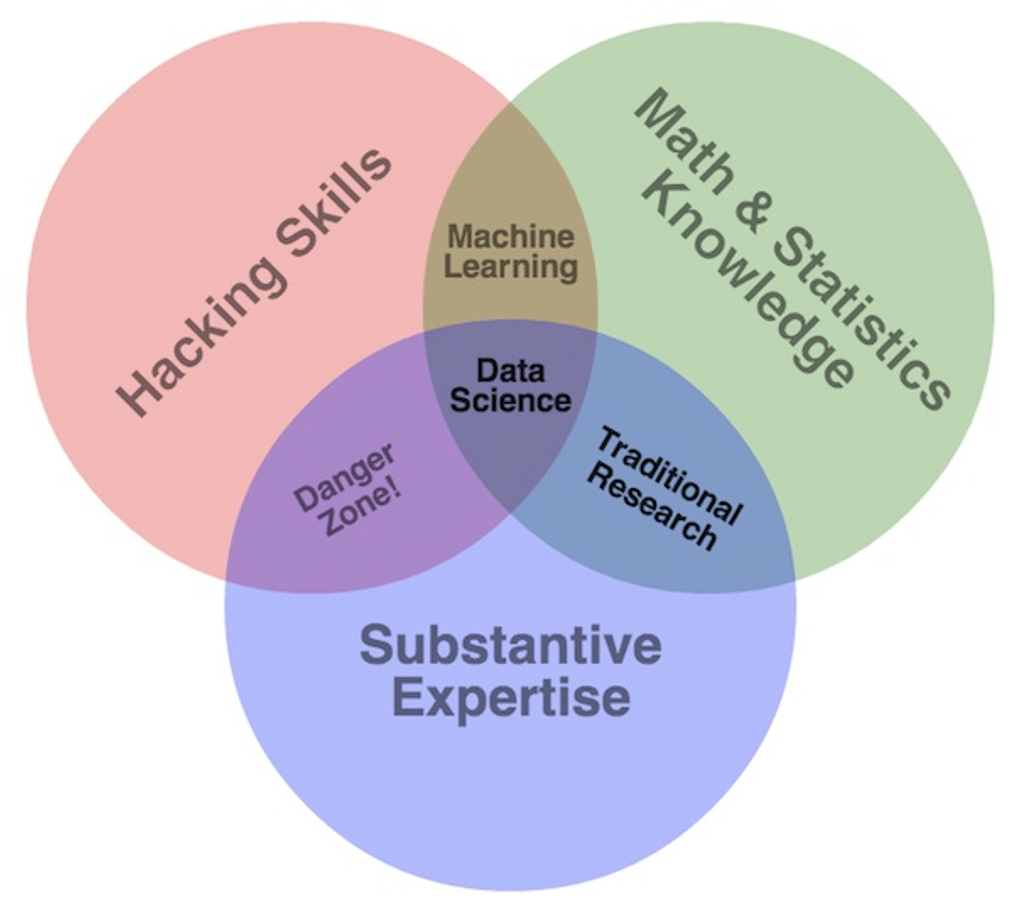 Hacking Skills
Math & Statistics
Knowledge
Machine
Learning
Data
Science
Danger
Zone!
Traditional
Research
Substantive
Expertise